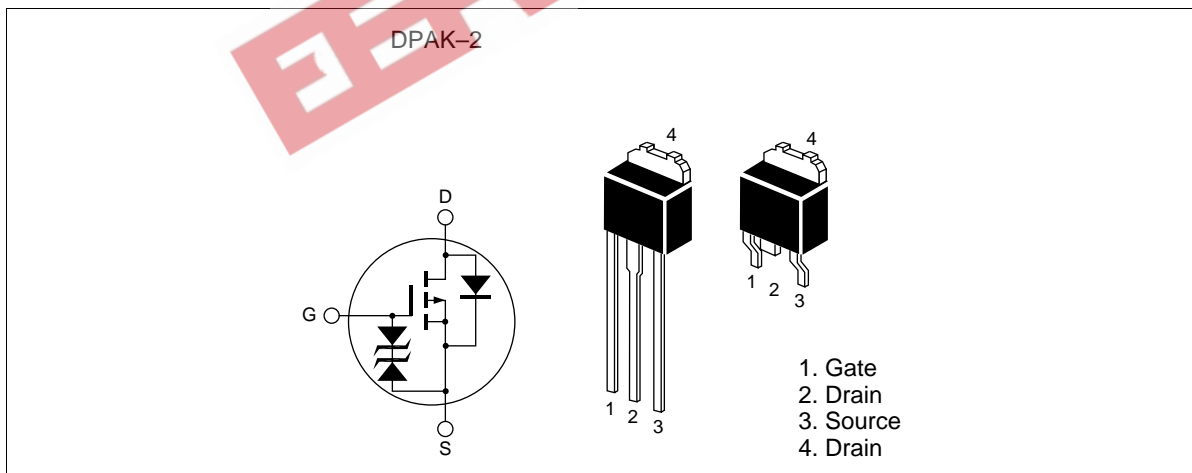 DPAK–2
4
4
D
G
S
1
2
3
1
2
3
1. Gate
2. Drain
3. Source
4. Drain